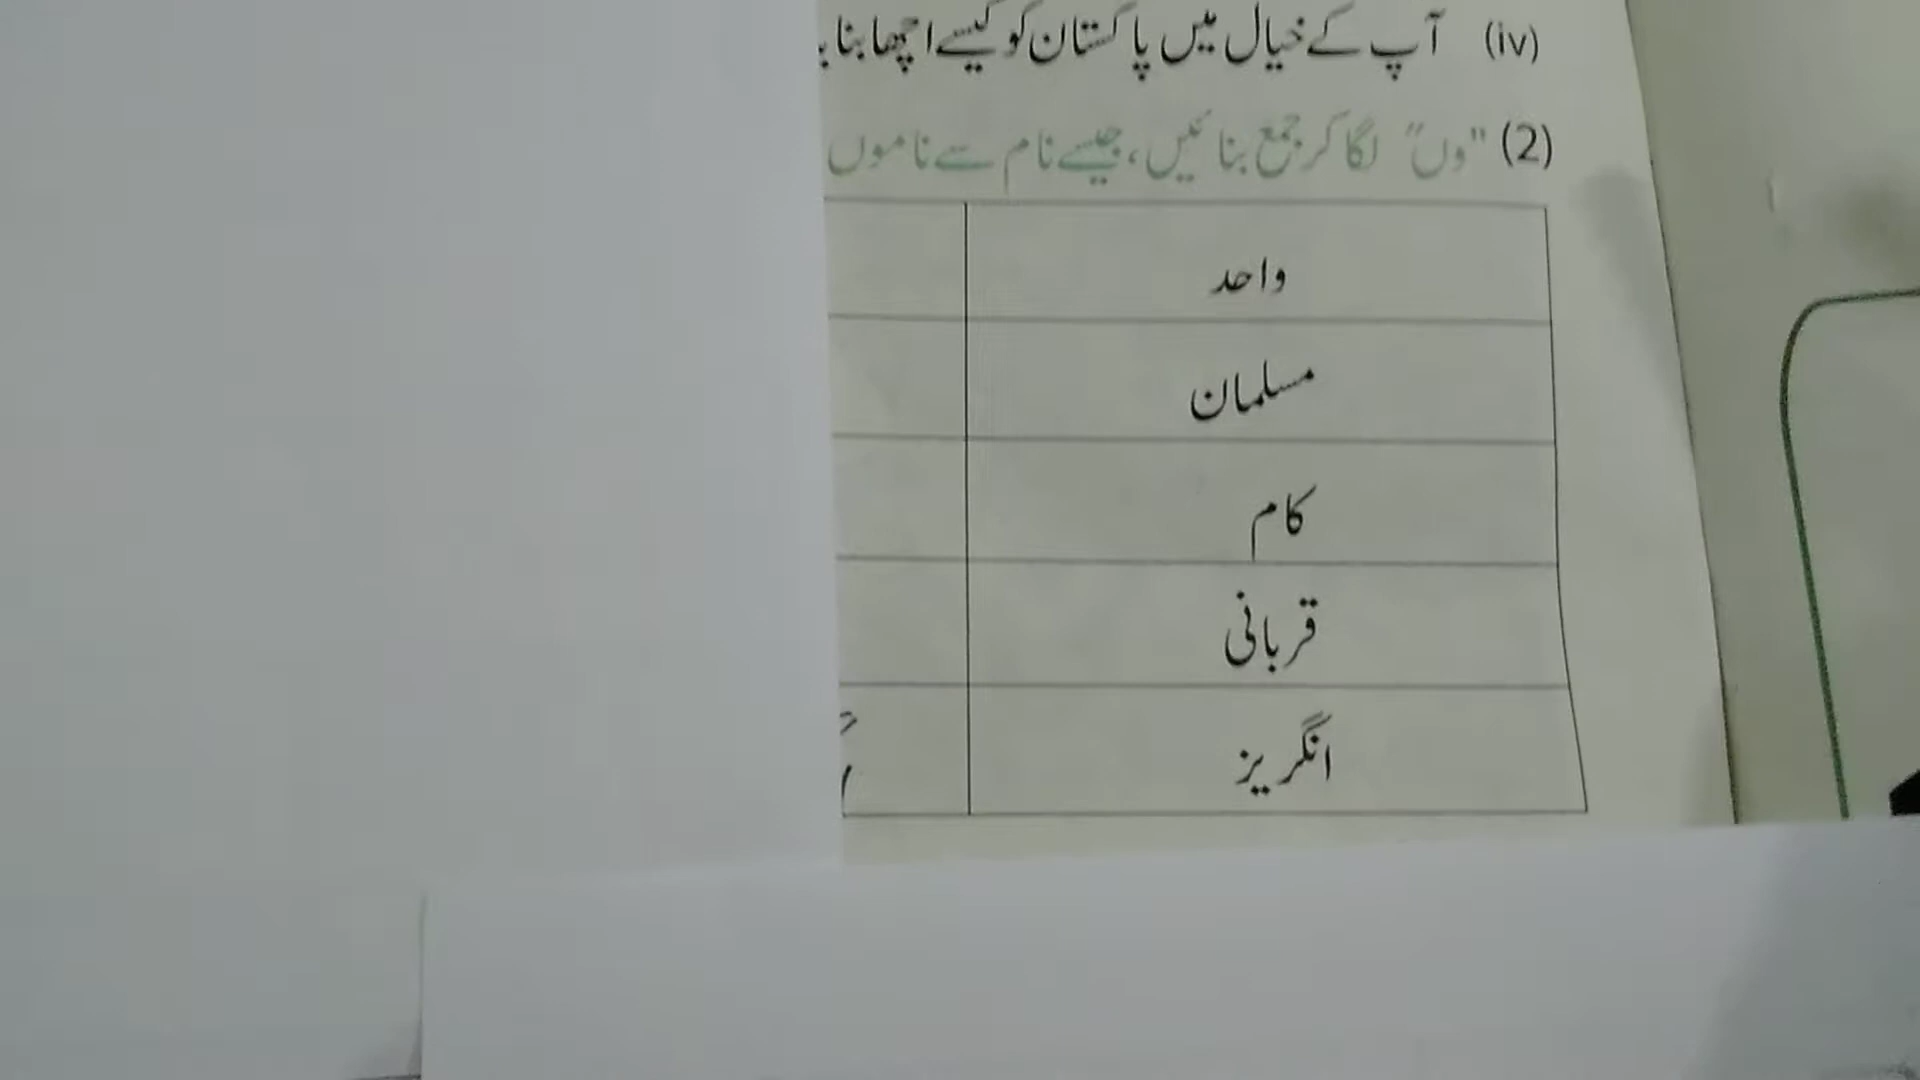 (iv) آپ کے خیال میں پاکستان کو کیسے اچھا بنا
(2) "وں" لگا کر جمع بنائیں، جیسے نام سے ناموں
واحد
مسلمان
کام
قربانی
انگریز